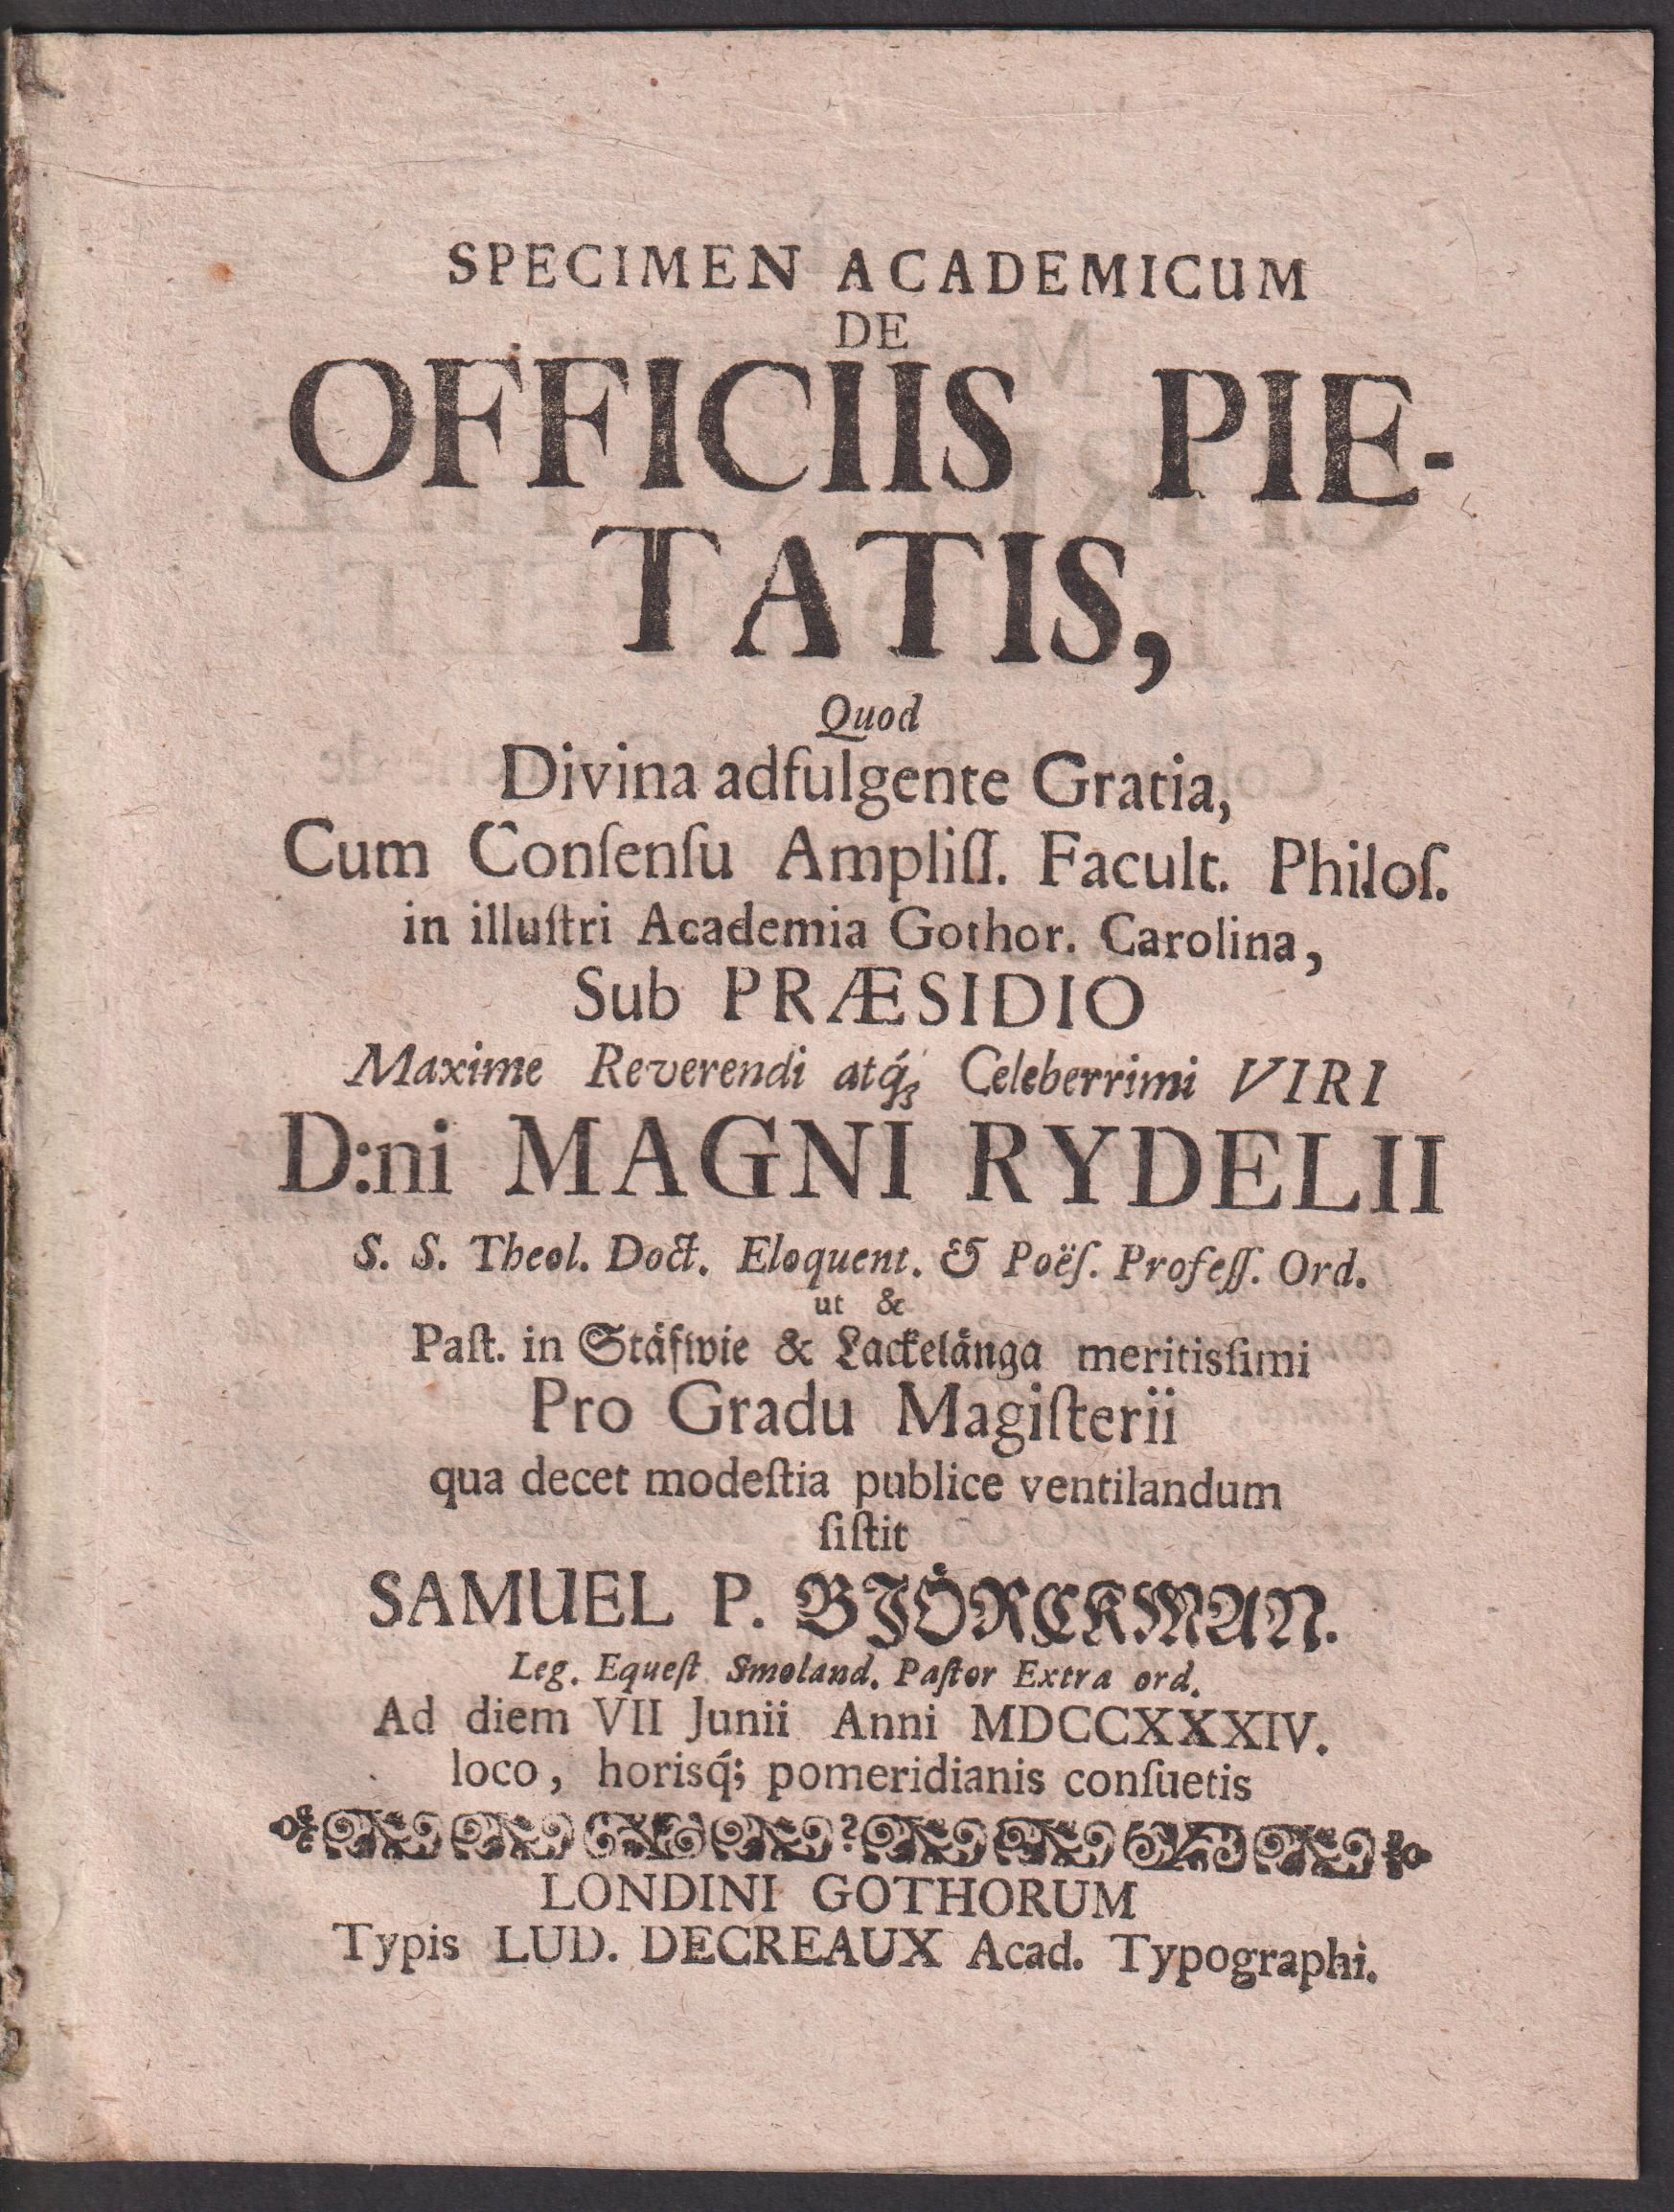 SPECIMEN ACADEMICUM
DE
OFFICIIS PIE-
TATIS,
Quod
Divina adfulgente Gratia,
Cum Conſenſu Ampliſſ. Facult. Philoſ.
in illuſtri Academia Gothor. Carolina,
Sub PRÆSIDIO
Maxime Reverendi atq́ꝫ Celeberrimi VIRI
D:ni MAGNI RYDELII
S. S. Theol. Doct. Eloquent. & Poëſ. Profeſſ. Ord.
ut &
Paſt. in Stäfwie & Lackelänga meritisſimi
Pro Gradu Magiſterii
qua decet modeſtia publice ventilandum
ſiſtit
SAMUEL P. BJÖRCKMAN.
Leg. Equeſt. Smoland. Paſtor Extra ord.
Ad diem VII Junii Anni MDCCXXXIV.
loco, horisq́; pomeridianis conſuetis
LONDINI GOTHORUM
Typis LUD. DECREAUX Acad. Typographi.